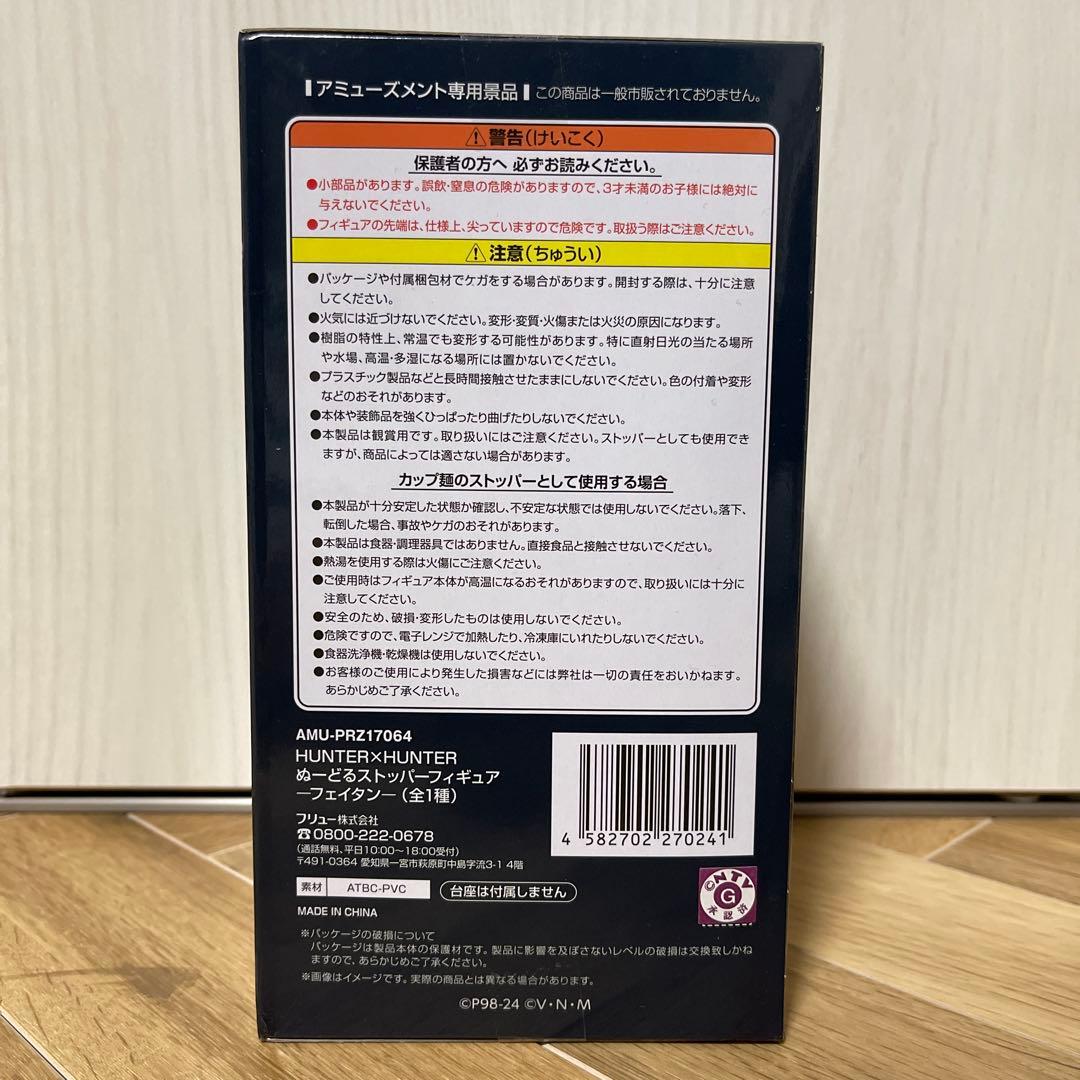 アミューズメント専用景品 この商品は一般市販されておりません。
⚠警告(けいこく)
保護者の方へ 必ずお読みください。
●小部品があります。誤飲・窒息の危険がありますので、3才未満のお子様には絶対に
与えないでください。
●フィギュアの先端は、仕様上、尖っていますので危険です。取扱う際はご注意ください。
⚠注意(ちゅうい)
●パッケージや付属梱包材でケガをする場合があります。開封する際は、十分に注意
してください。
●火気には近づけないでください。変形・変質・火傷または火災の原因になります。
●樹脂の特性上、常温でも変形する可能性があります。特に直射日光の当たる場所
や水場、高温・多湿になる場所には置かないでください。
●プラスチック製品などと長時間接触させたままにしないでください。色の付着や変形
などのおそれがあります。
●本体や装飾品を強くひっぱったり曲げたりしないでください。
●本製品は観賞用です。取り扱いにはご注意ください。ストッパーとしても使用でき
ますが、商品によっては適さない場合があります。
カップ麺のストッパーとして使用する場合
●本製品が十分安定した状態か確認し、不安定な状態では使用しないでください。落下、
転倒した場合、事故やケガのおそれがあります。
●本製品は食器・調理器具ではありません。直接食品と接触させないでください。
●熱湯を使用する際は火傷にご注意ください。
●ご使用時はフィギュア本体が高温になるおそれがありますので、取り扱いには十分に
注意してください。
●安全のため、破損・変形したものは使用しないでください。
●危険ですので、電子レンジで加熱したり、冷凍庫にいれたりしないでください。
●食器洗浄機・乾燥機は使用しないでください。
●お客様のご使用により発生した損害などには弊社は一切の責任をおいかねます。
あらかじめご了承ください。
AMU-PRZ17064
HUNTER×HUNTER
ぬーどるストッパーフィギュア
―フェイタン―(全1種)
フリュー株式会社
☎0800-222-0678
(通話無料、平日10:00～18:00受付)
〒491-0364 愛知県一宮市萩原町中島字流3-1 4階
4 582702 270241
素材 ATBC-PVC 台座は付属しません
©NTV
G
承認済
MADE IN CHINA
※パッケージの破損について
パッケージは製品本体の保護材です。製品に影響を及ぼさないレベルの破損は交換致しかね
ますので、あらかじめご了承ください。
※画像はイメージです。実際の商品とは異なる場合があります。
©P98-24 ©V・N・M